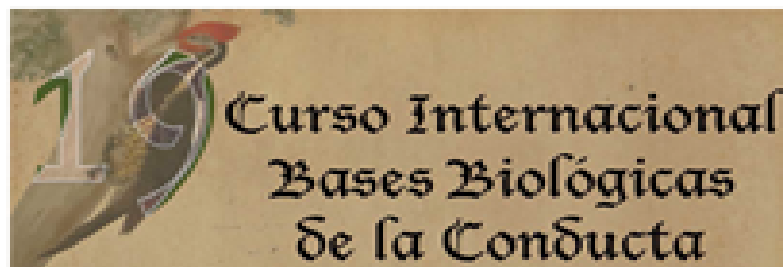 19 Curso Internacional
Bases Biológicas
de la Conducta